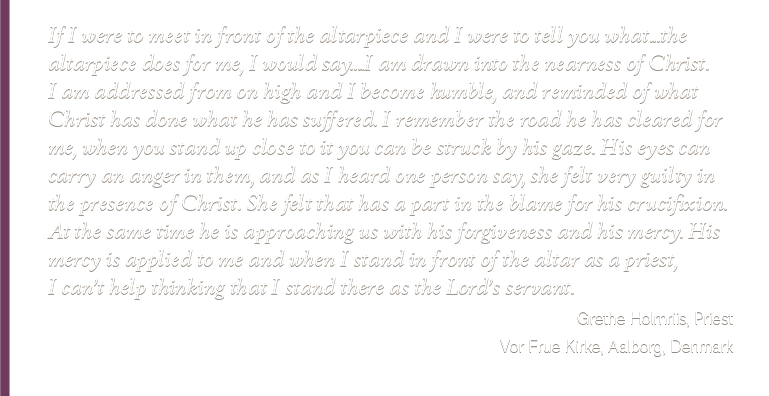 If I were to meet in front of the altarpiece and I were to tell you what...the
altarpiece does for me, I would say...I am drawn into the nearness of Christ.
I am addressed from on high and I become humble, and reminded of what
Christ has done what he has suffered. I remember the road he has cleared for
me, when you stand up close to it you can be struck by his gaze. His eyes can
carry an anger in them, and as I heard one person say, she felt very guilty in
the presence of Christ. She felt that has a part in the blame for his crucifixion.
At the same time he is approaching us with his forgiveness and his mercy. His
mercy is applied to me and when I stand in front of the altar as a priest,
I can't help thinking that I stand there as the Lord's servant.
Grethe Holmriis, Priest
Vor Frue Kirke, Aalborg, Denmark